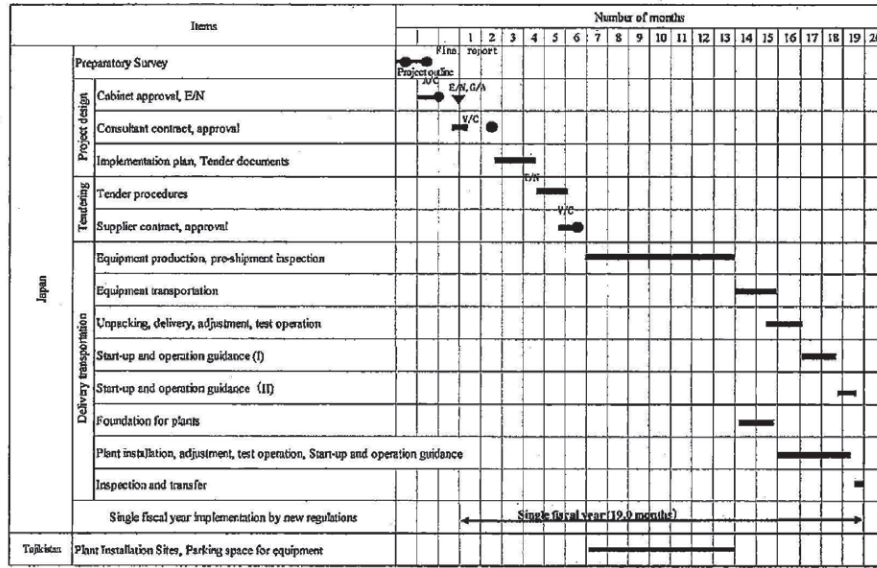 Items
Number of months
1 2 3 4 5 6 7 8 9 10 11 12 13 14 15 16 17 18 19 20
Japan
Preparatory Survey
Final report
Project outline
Project design
Cabinet approval, E/N
A/C
E/N, G/A
Consultant contract, approval
V/C
Implementation plan, Tender documents
Tendering
Tender procedures
T/N
Supplier contract, approval
V/C
Delivery transportation
Equipment production, pre-shipment inspection
Equipment transportation
Unpacking, delivery, adjustment, test operation
Start-up and operation guidance (I)
Start-up and operation guidance (II)
Foundation for plants
Plant installation, adjustment, test operation, Start-up and operation guidance
Inspection and transfer
Single fiscal year implementation by new regulations
Single fiscal year (19.0 months)
Tajikistan
Plant Installation Sites, Parking space for equipment